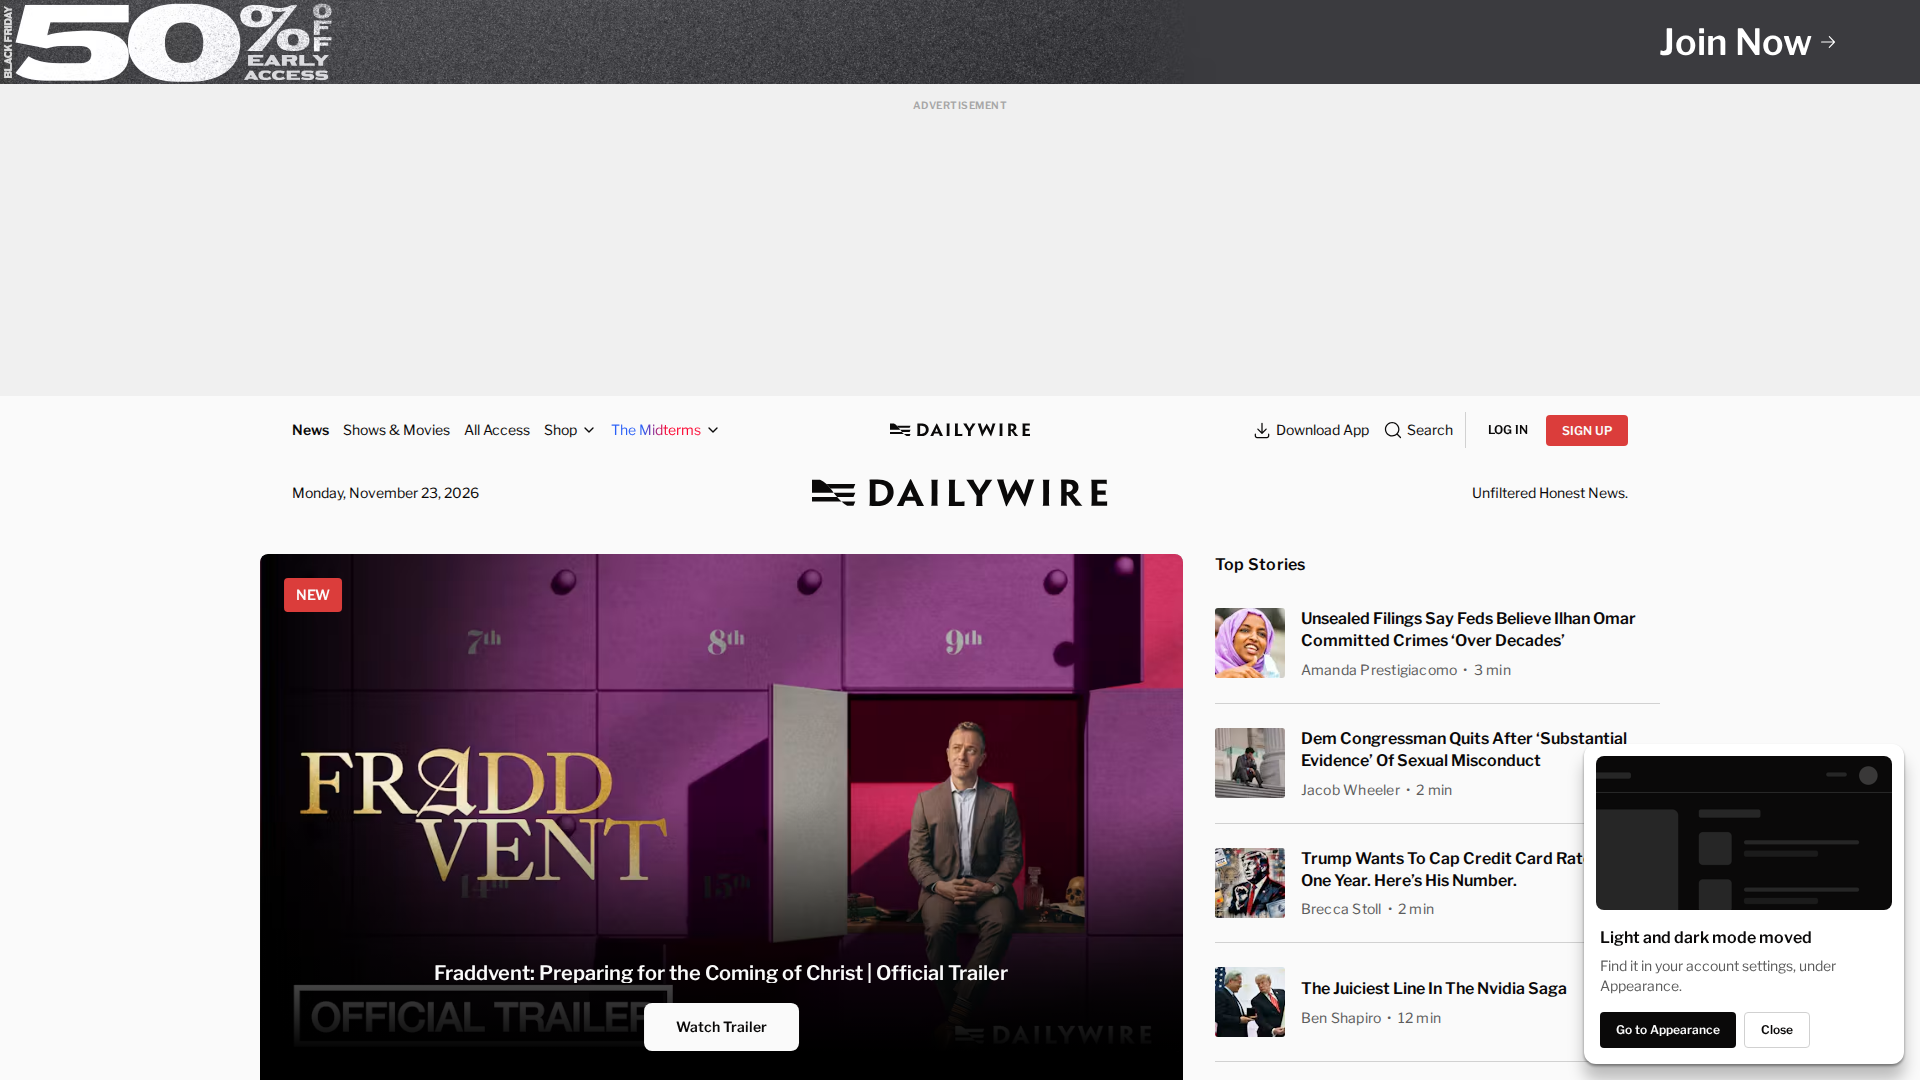 BLACK FRIDAY
50% OFF
EARLY
ACCESS
Join Now
ADVERTISEMENT
News
Shows & Movies
All Access
Shop
The Midterms
DAILYWIRE
Download App
Search
LOG IN
SIGN UP
Monday, November 23, 2026
DAILYWIRE
Unfiltered Honest News.
NEW
7th
8th
9th
14th
15th
FRADD
VENT
Fraddvent: Preparing for the Coming of Christ | Official Trailer
OFFICIAL TRAILER
Watch Trailer
DAILYWIRE
Top Stories
Unsealed Filings Say Feds Believe Ilhan Omar
Committed Crimes ‘Over Decades’
Amanda Prestigiacomo • 3 min
Dem Congressman Quits After ‘Substantial
Evidence’ Of Sexual Misconduct
Jacob Wheeler • 2 min
Trump Wants To Cap Credit Card
One Year. Here’s His Number.
Brecca Stoll • 2 min
The Juiciest Line In The Nvidia Saga
Ben Shapiro • 12 min
Light and dark mode moved
Find it in your account settings, under
Appearance.
Go to Appearance
Close